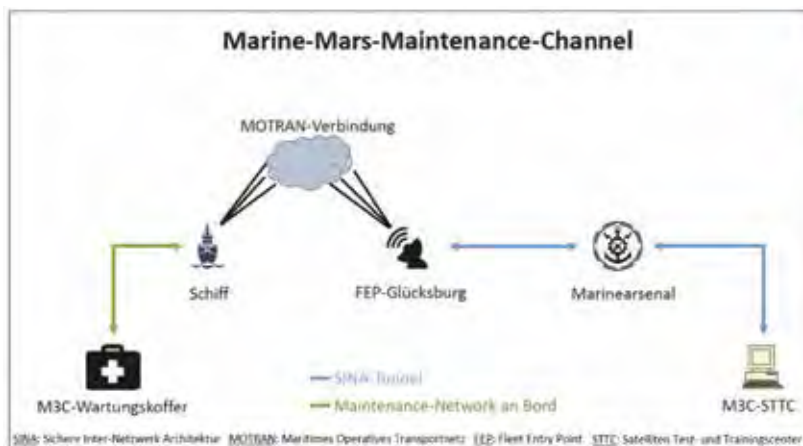 Marine-Mars-Maintenance-Channel
MOTRAN-Verbindung
Schiff
FEP-Glücksburg
Marinearsenal
M3C-Wartungskoffer
SINA-Tunnel
Maintenance-Network an Bord
M3C-STTC
SINA: Sichere Inter-Netzwerk Architektur MOTRAN: Maritimes Operatives Transportnetz FEP: Fleet Entry Point STTC: Satelliten Test- und Trainingscenter